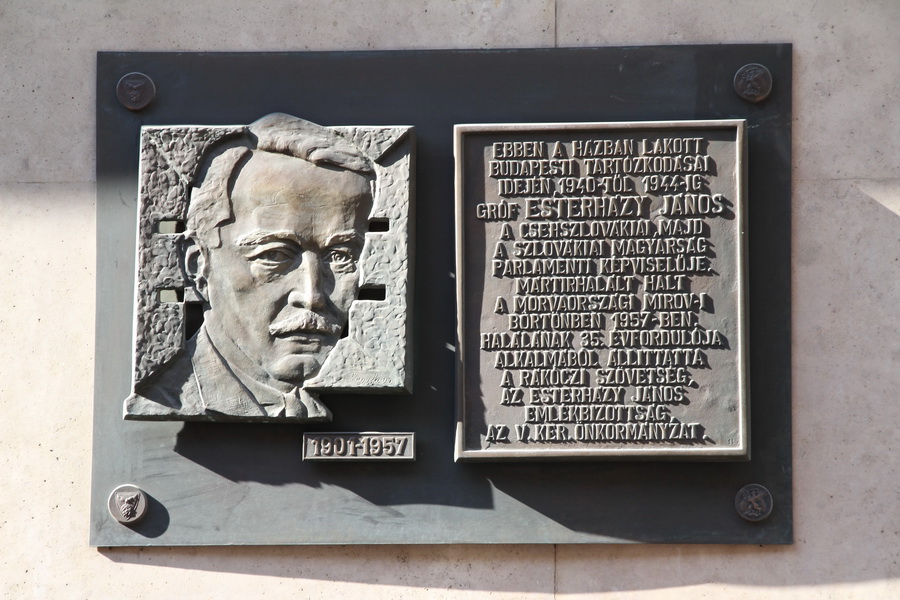 1901-1957
EBBEN A HÁZBAN LAKOTT
BUDAPESTI TARTÓZKODÁSAI
IDEJÉN, 1940-TŐL 1944-IG
GRÓF ESTERHÁZY JÁNOS
A CSEHSZLOVÁKIAI, MAJD
A SZLOVÁKIAI MAGYARSÁG
PARLAMENTI KÉPVISELŐJE.
MÁRTIRHALÁLT HALT
A MORVAORSZÁGI MIROV-I
BÖRTÖNBEN 1957-BEN.
HALÁLÁNAK 35. ÉVFORDULÓJA
ALKALMÁBÓL ÁLLITTATTA
A RÁKÓCZI SZÖVETSÉG,
AZ ESTERHÁZY JÁNOS
EMLÉKBIZOTTSÁG,
AZ V. KER. ÖNKORMÁNYZAT